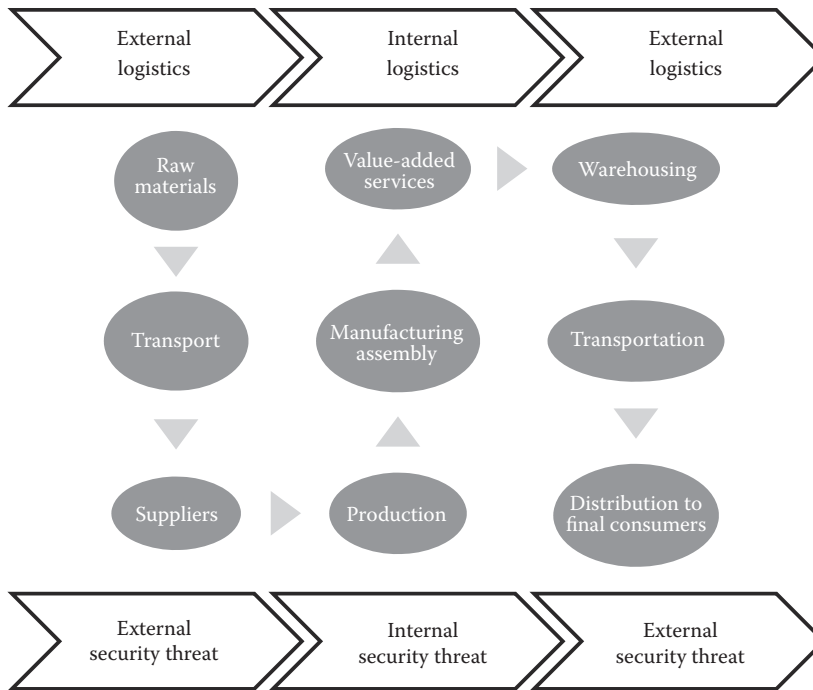 External
logistics
Internal
logistics
External
logistics
Raw
materials
Value-added
services
Warehousing
Transport
Manufacturing
assembly
Transportation
Suppliers
Production
Distribution to
final consumers
External
security threat
Internal
security threat
External
security threat